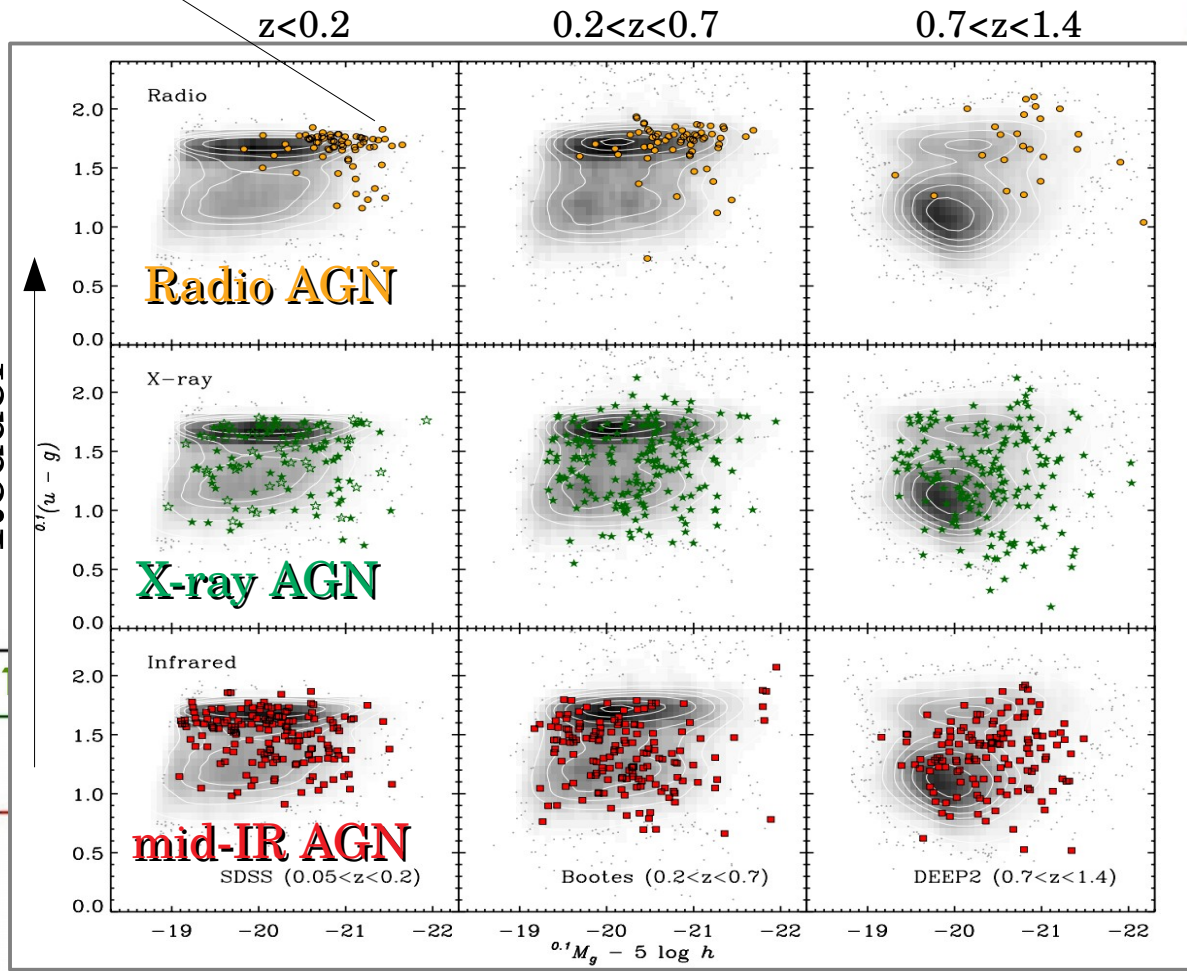 z<0.2 0.2<z<0.7 0.7<z<1.4
Radio
2.0
1.5
1.0
0.5
0.0
Radio AGN
X-ray
2.0
1.5
1.0
0.5
0.0
X-ray AGN
0.1(u - g)
Infrared
2.0
1.5
1.0
0.5
0.0
mid-IR AGN
SDSS (0.05<z<0.2) Bootes (0.2<z<0.7) DEEP2 (0.7<z<1.4)
-19 -20 -21 -22 -19 -20 -21 -22 -19 -20 -21 -22
0.1Mg - 5 log h